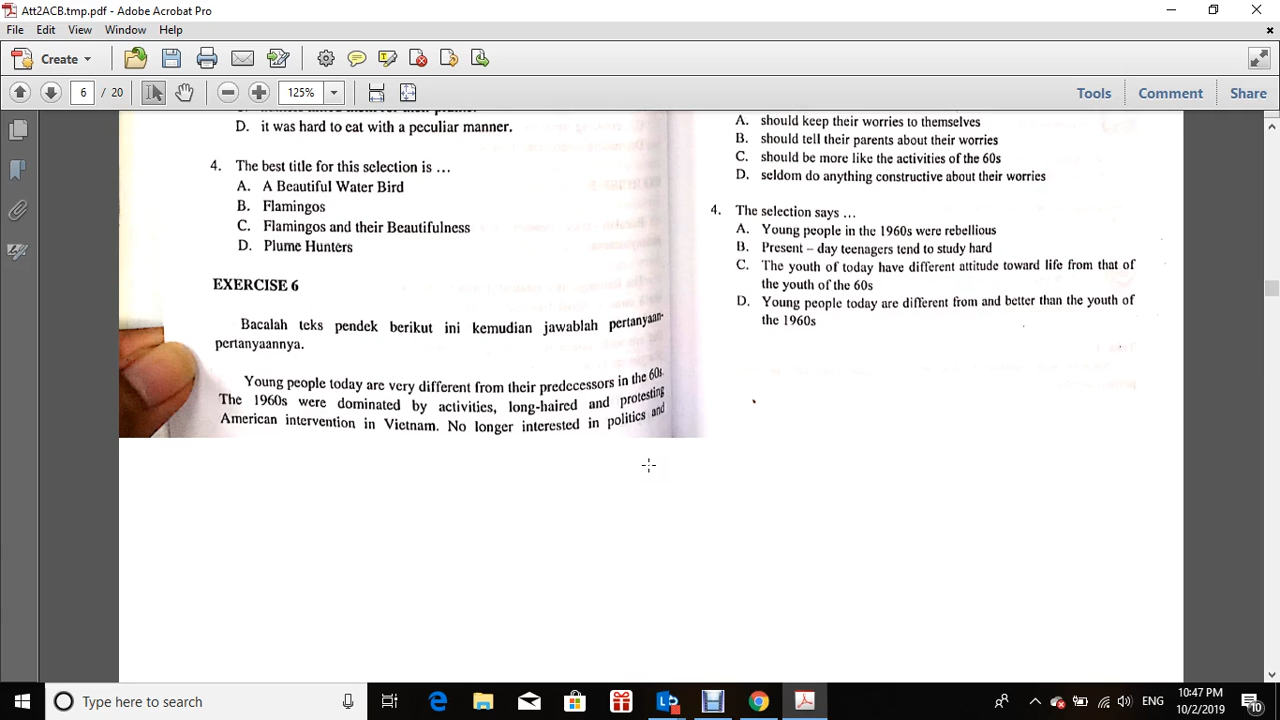 Att2ACB.tmp.pdf - Adobe Acrobat Pro
File Edit View Window Help
Create
6 / 20
125%
Tools Comment Share
D. it was hard to eat with a peculiar manner.
4. The best title for this selection is ...
A. A Beautiful Water Bird
B. Flamingos
C. Flamingos and their Beautifulness
D. Plume Hunters
EXERCISE 6
Bacalah teks pendek berikut ini kemudian jawablah pertanyaan-
pertanyaannya.
Young people today are very different from their predecessors in the 60s.
The 1960s were dominated by activities, long-haired and protesting
American intervention in Vietnam. No longer interested in politics and
A. should keep their worries to themselves
B. should tell their parents about their worries
C. should be more like the activities of the 60s
D. seldom do anything constructive about their worries
4. The selection says ...
A. Young people in the 1960s were rebellious
B. Present – day teenagers tend to study hard
C. The youth of today have different attitude toward life from that of
the youth of the 60s
D. Young people today are different from and better than the youth of
the 1960s
Type here to search
ENG
10:47 PM
10/2/2019
10